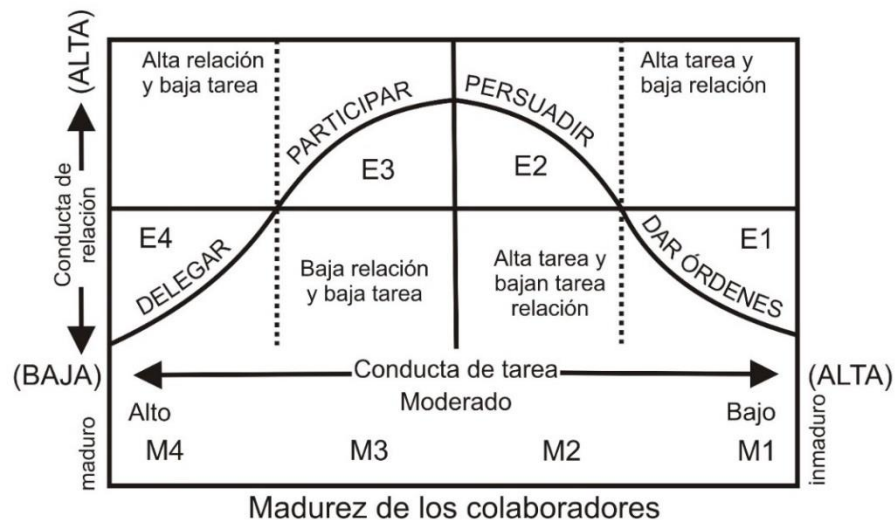 (ALTA)
Conducta de
relación
Alta relación
y baja tarea
PARTICIPAR
PERSUADIR
Alta tarea y
baja relación
E3
E2
E4
E1
DELEGAR
DAR ÓRDENES
Baja relación
y baja tarea
Alta tarea y
bajan tarea
relación
(BAJA)
Conducta de tarea
(ALTA)
Moderado
Alto
Bajo
maduro
M4
M3
M2
M1
inmaduro
Madurez de los colaboradores